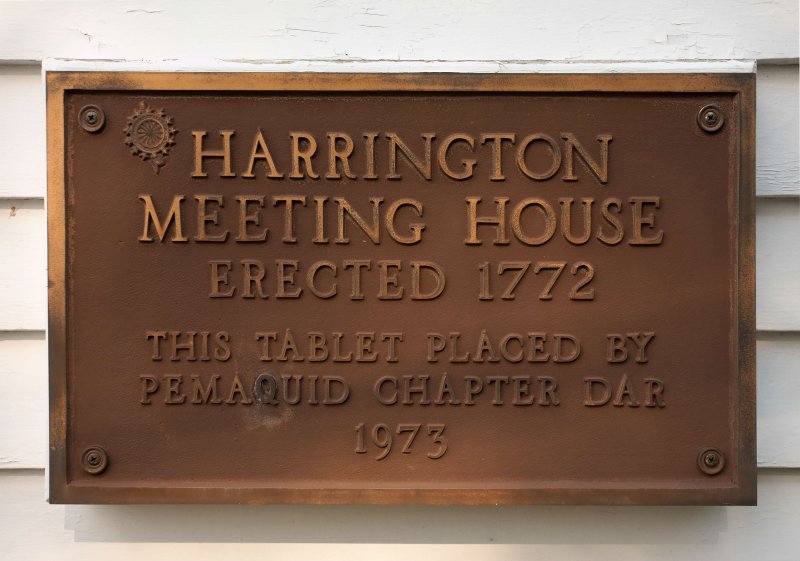 HARRINGTON
MEETING HOUSE
ERECTED 1772
THIS TABLET PLACED BY
PEMAQUID CHAPTER DAR
1973